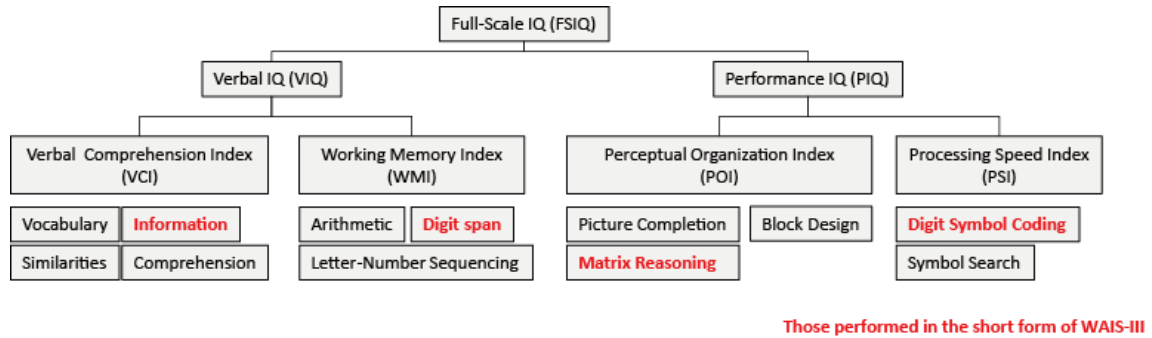 Full-Scale IQ (FSIQ)
Verbal IQ (VIQ)
Performance IQ (PIQ)
Verbal Comprehension Index
(VCI)
Working Memory Index
(WMI)
Perceptual Organization Index
(POI)
Processing Speed Index
(PSI)
Vocabulary
Information
Similarities
Comprehension
Arithmetic
Digit span
Letter-Number Sequencing
Picture Completion
Block Design
Matrix Reasoning
Digit Symbol Coding
Symbol Search
Those performed in the short form of WAIS-III